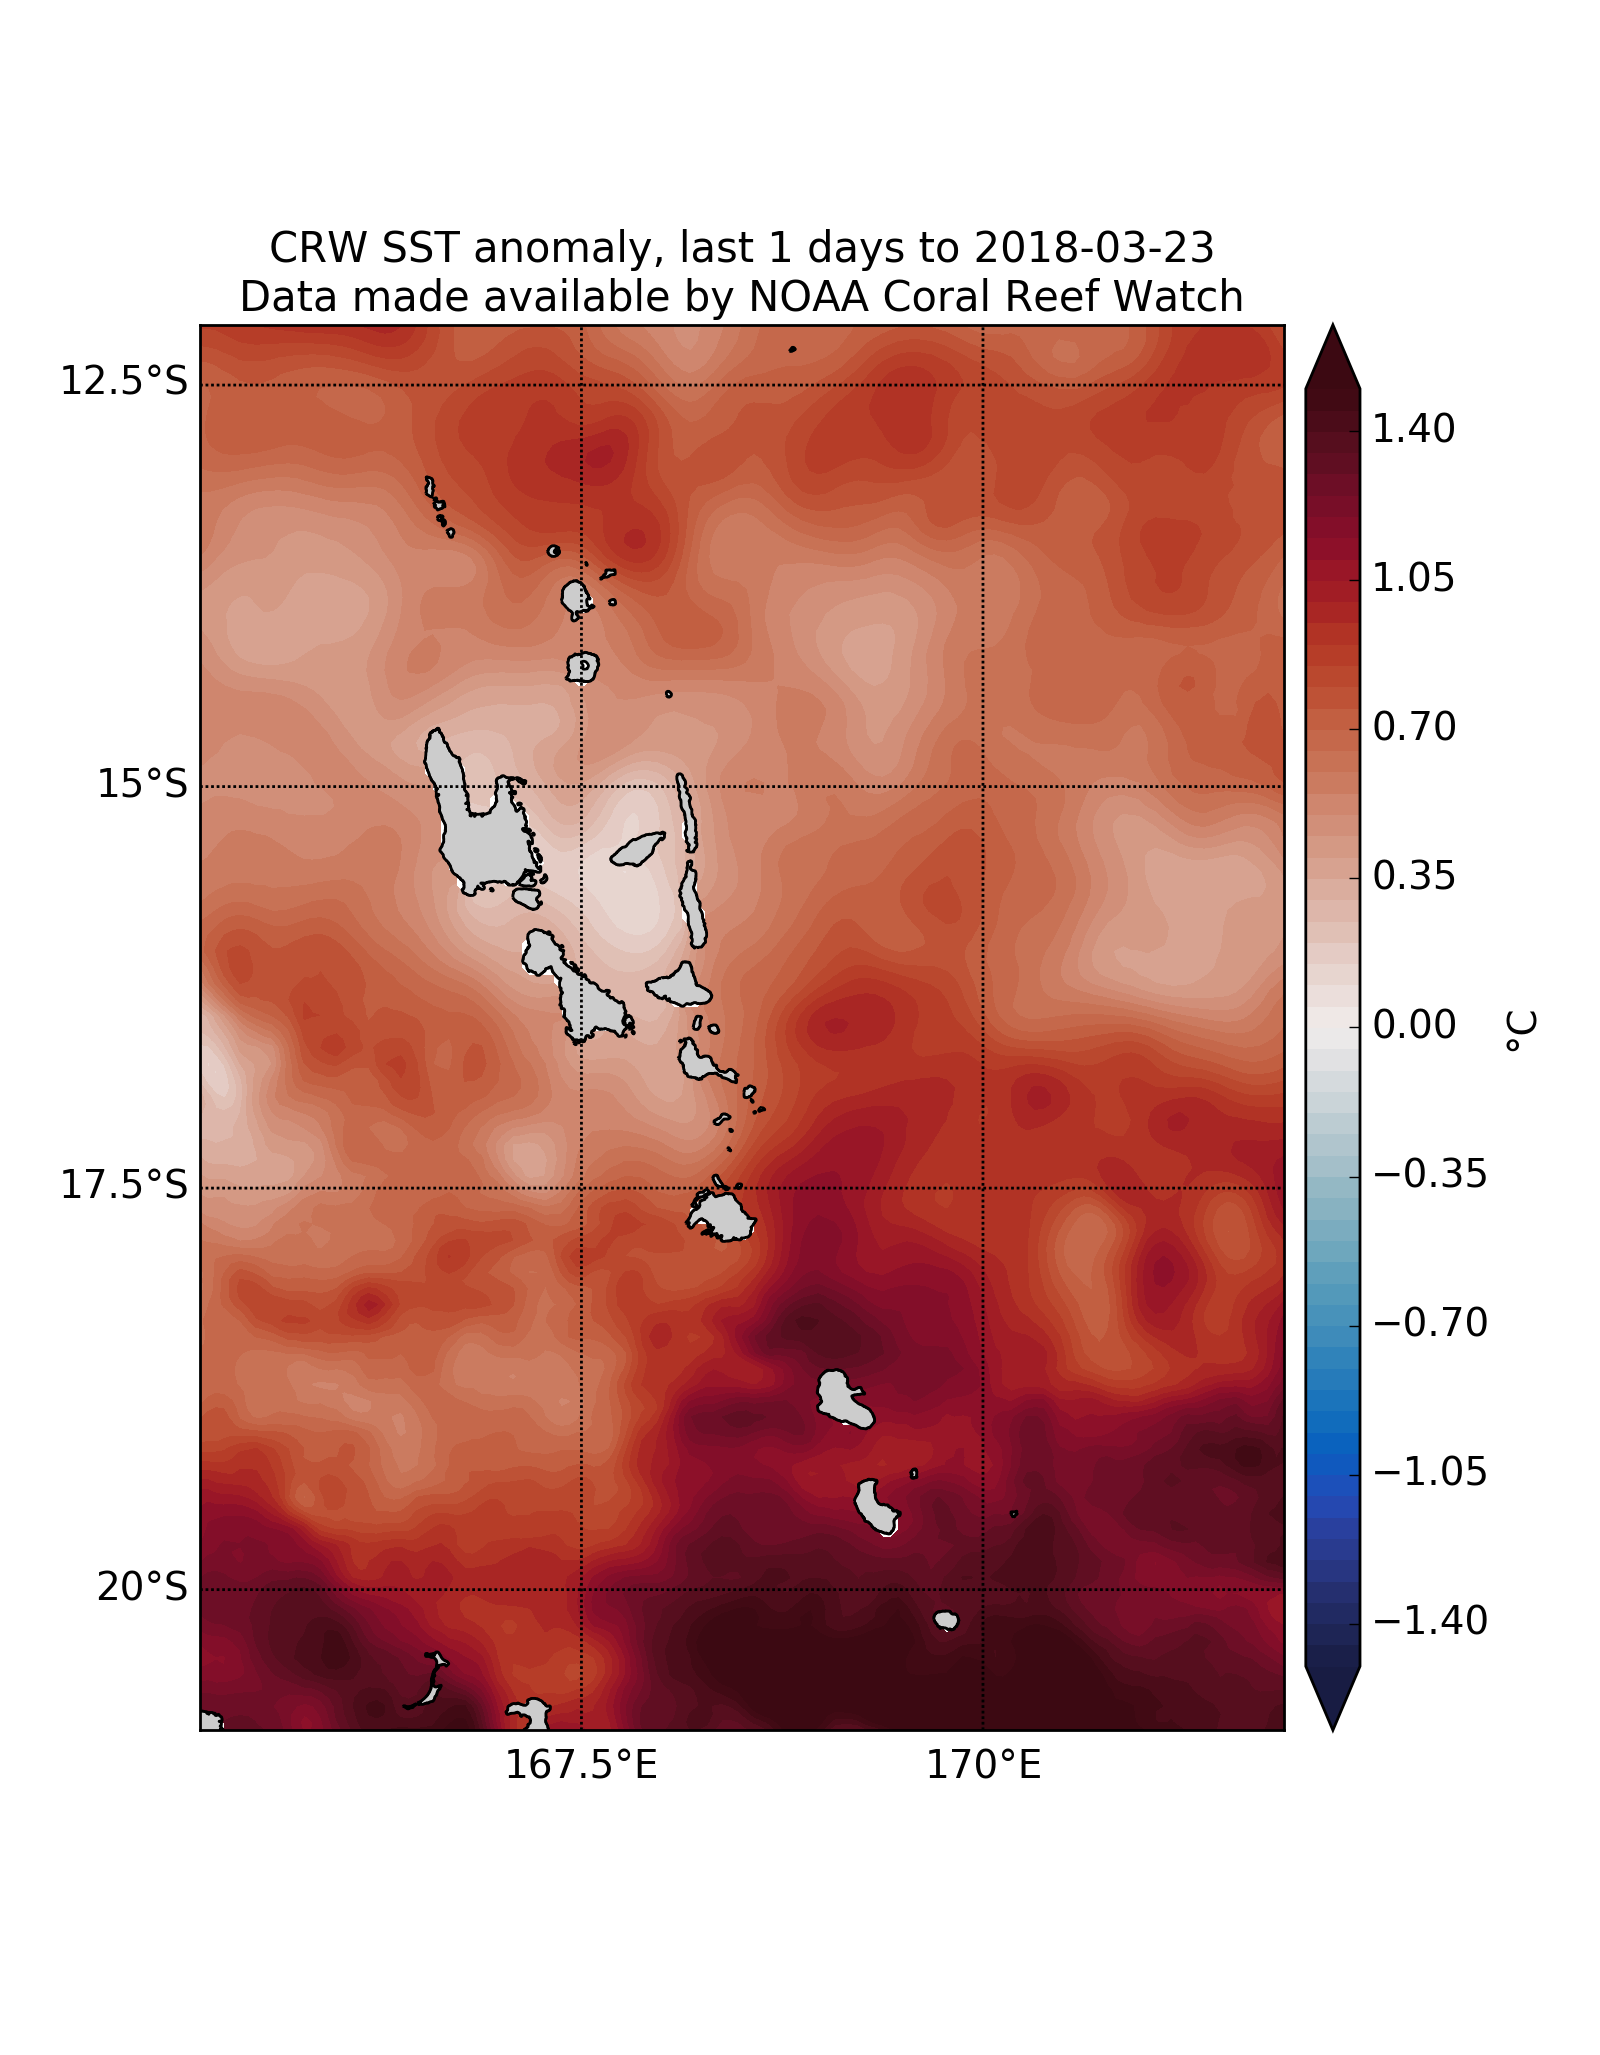 CRW SST anomaly, last 1 days to 2018-03-23
Data made available by NOAA Coral Reef Watch
12.5°S
15°S
17.5°S
20°S
167.5°E
170°E
1.40
1.05
0.70
0.35
0.00
−0.35
−0.70
−1.05
−1.40
°C